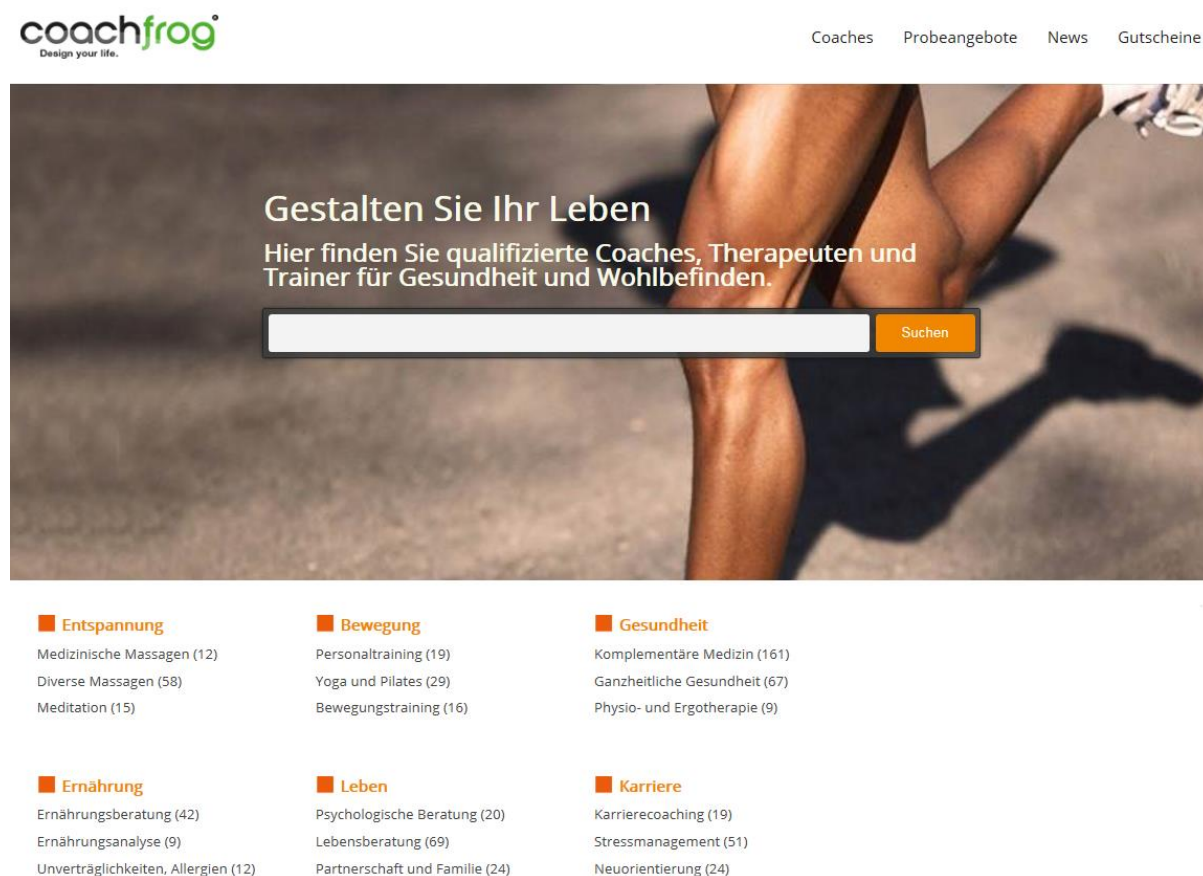 coachfrog
Design your life.
Coaches Probeangebote News Gutscheine
Gestalten Sie Ihr Leben
Hier finden Sie qualifizierte Coaches, Therapeuten und
Trainer für Gesundheit und Wohlbefinden.
Suchen
Entspannung
Medizinische Massagen (12)
Diverse Massagen (58)
Meditation (15)
Bewegung
Personaltraining (19)
Yoga und Pilates (29)
Bewegungstraining (16)
Gesundheit
Komplementäre Medizin (161)
Ganzheitliche Gesundheit (67)
Physio- und Ergotherapie (9)
Ernährung
Ernährungsberatung (42)
Ernährungsanalyse (9)
Unverträglichkeiten, Allergien (12)
Leben
Psychologische Beratung (20)
Lebensberatung (69)
Partnerschaft und Familie (24)
Karriere
Karrierecoaching (19)
Stressmanagement (51)
Neuorientierung (24)